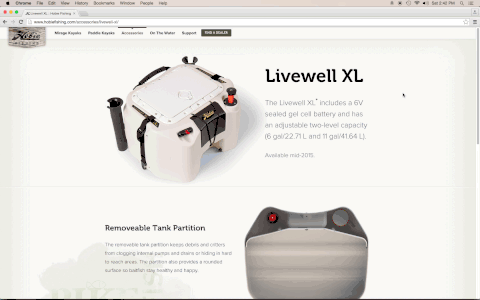 Chrome File Edit View History Bookmarks Window People Help
Sat 2:40 PM
Livewell XL : Hobie Fishing
www.hobiefishing.com/accessories/livewell-xl/
Hobie
Mirage Kayaks Paddle Kayaks Accessories On The Water Support FIND A DEALER
Livewell XL
The Livewell XL* includes a 6V
sealed gel cell battery and has
an adjustable two-level capacity
(6 gal/22.71 L and 11 gal/41.64 L).
Available mid-2015.
Removeable Tank Partition
The removable tank partition keeps debris and critters
from clogging internal pumps and drains or hiding in hard
to reach areas. The partition also provides a rounded
surface so baitfish stay healthy and happy.